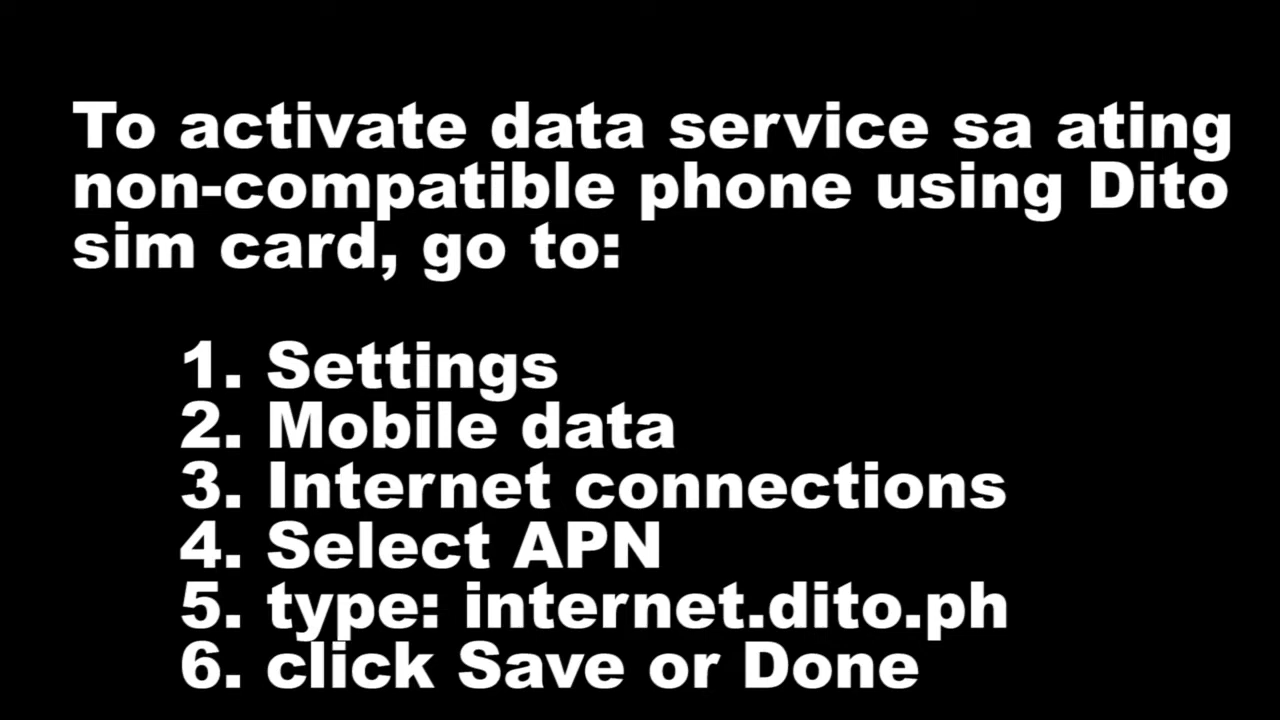 To activate data service sa ating
non-compatible phone using Dito
sim card, go to:
1. Settings
2. Mobile data
3. Internet connections
4. Select APN
5. type: internet.dito.ph
6. click Save or Done